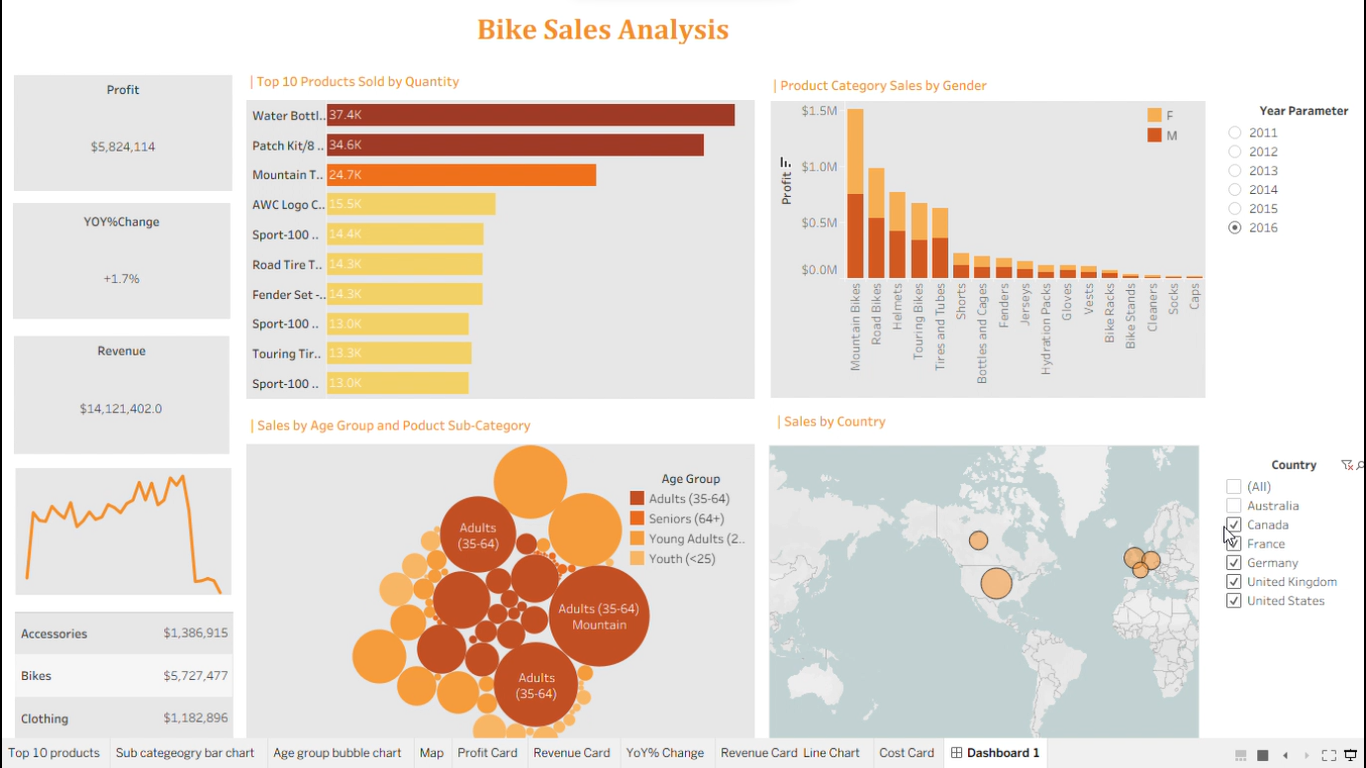 Bike Sales Analysis
Profit
$5,824,114
YOY%Change
+1.7%
Revenue
$14,121,402.0
Accessories $1,386,915
Bikes $5,727,477
Clothing $1,182,896
| Top 10 Products Sold by Quantity
Water Bottl.. 37.4K
Patch Kit/8 .. 34.6K
Mountain T.. 24.7K
AWC Logo C.. 15.5K
Sport-100 .. 14.4K
Road Tire T.. 14.3K
Fender Set -.. 14.3K
Sport-100 .. 13.0K
Touring Tir.. 13.3K
Sport-100 .. 13.0K
| Product Category Sales by Gender
Profit
$1.5M
$1.0M
$0.5M
$0.0M
F
M
Mountain Bikes
Road Bikes
Helmets
Touring Bikes
Tires and Tubes
Shorts
Bottles and Cages
Fenders
Jerseys
Hydration Packs
Gloves
Vests
Bike Racks
Bike Stands
Cleaners
Socks
Caps
Year Parameter
2011
2012
2013
2014
2015
2016
| Sales by Age Group and Poduct Sub-Category
Age Group
Adults (35-64)
Seniors (64+)
Young Adults (2..
Youth (<25)
Adults
(35-64)
Adults (35-64)
Mountain
Adults
(35-64)
| Sales by Country
Country
(All)
Australia
Canada
France
Germany
United Kingdom
United States
Top 10 products Sub categeogry bar chart Age group bubble chart Map Profit Card Revenue Card YoY% Change Revenue Card Line Chart Cost Card Dashboard 1